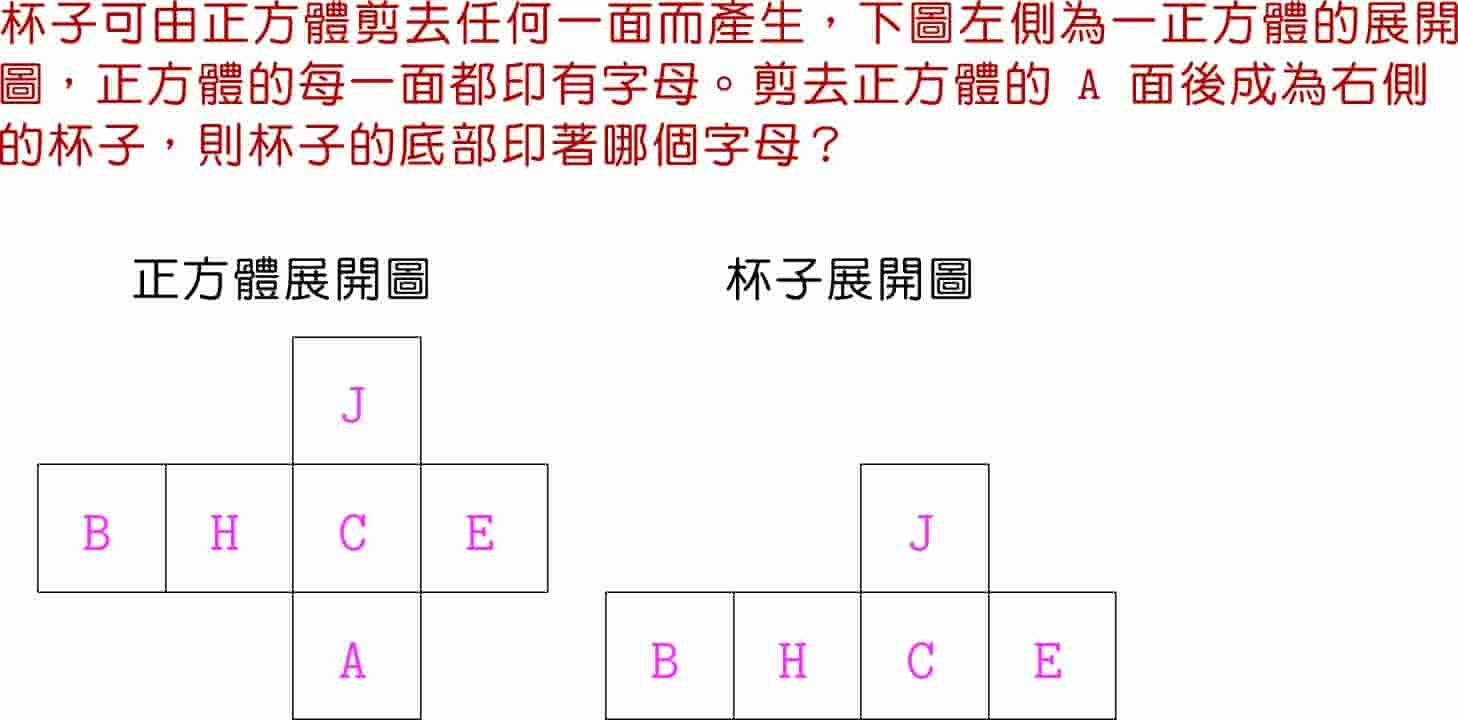 杯子可由正方體剪去任何一面而產生，下圖左側為一正方體的展開
圖，正方體的每一面都印有字母。剪去正方體的 A 面後成為右側
的杯子，則杯子的底部印著哪個字母？
正方體展開圖 杯子展開圖
J
B H C E
A
J
B H C E